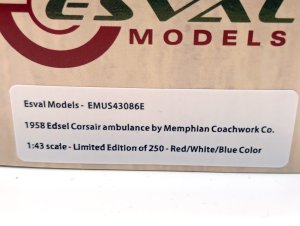 ESVAL
MODELS
Esval Models - EMUS43086E
1958 Edsel Corsair ambulance by Memphian Coachwork Co.
1:43 scale - Limited Edition of 250 - Red/White/Blue Color